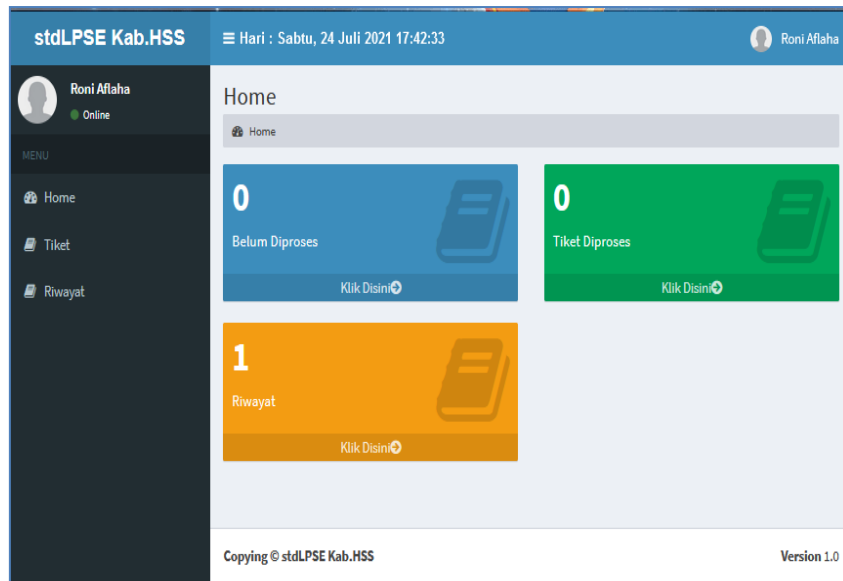 stdLPSE Kab.HSS
Hari : Sabtu, 24 Juli 2021 17:42:33
Roni Aflaha
Roni Aflaha
Online
MENU
Home
Tiket
Riwayat
Home
Home
0
Belum Diproses
Klik Disini
0
Tiket Diproses
Klik Disini
1
Riwayat
Klik Disini
Copying © stdLPSE Kab.HSS
Version 1.0